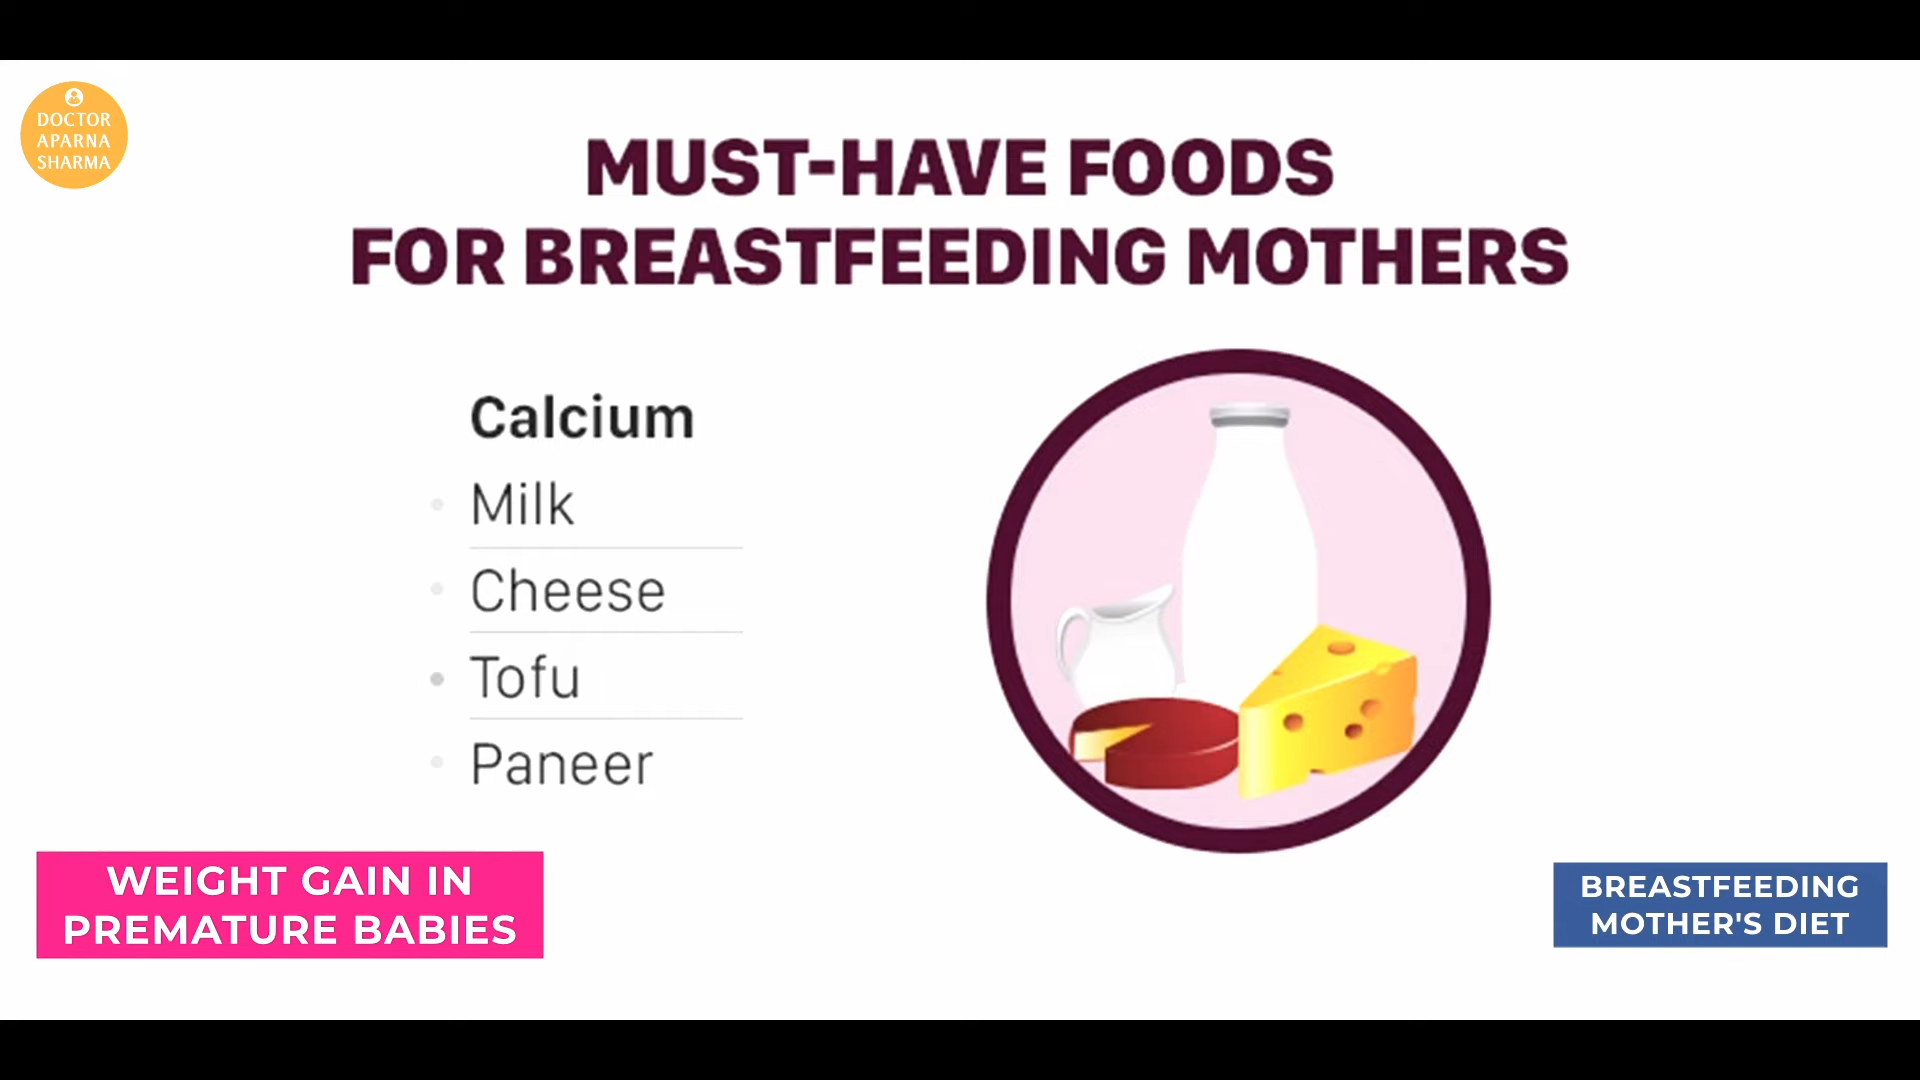 DOCTOR
APARNA
SHARMA
MUST-HAVE FOODS
FOR BREASTFEEDING MOTHERS
Calcium
Milk
Cheese
Tofu
Paneer
WEIGHT GAIN IN
PREMATURE BABIES
BREASTFEEDING
MOTHER'S DIET